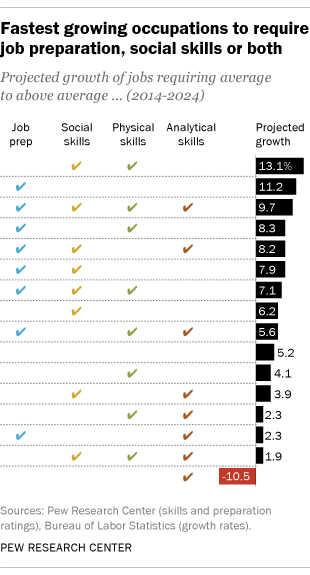 Fastest growing occupations to require
job preparation, social skills or both
Projected growth of jobs requiring average
to above average ... (2014-2024)
Job prep
Social skills
Physical skills
Analytical skills
Projected growth
✔ ✔ 13.1%
✔ 11.2
✔ ✔ ✔ ✔ 9.7
✔ ✔ 8.3
✔ ✔ ✔ 8.2
✔ ✔ 7.9
✔ ✔ ✔ 7.1
✔ 6.2
✔ ✔ ✔ 5.6
5.2
✔ 4.1
✔ ✔ 3.9
✔ ✔ 2.3
✔ ✔ 2.3
✔ ✔ ✔ 1.9
✔ -10.5
Sources: Pew Research Center (skills and preparation
ratings), Bureau of Labor Statistics (growth rates).
PEW RESEARCH CENTER